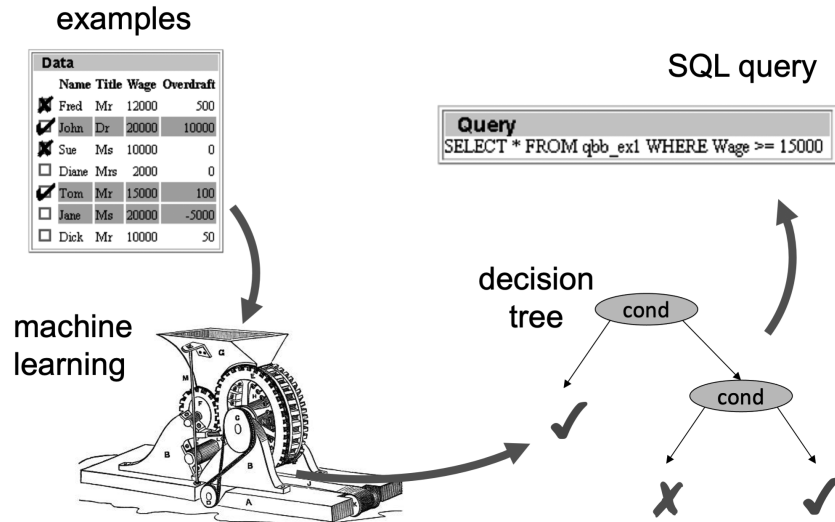 examples
Data
Name Title Wage Overdraft
Fred Mr 12000 500
John Dr 20000 10000
Sue Ms 10000 0
Diane Mrs 2000 0
Tom Mr 15000 100
Jane Ms 20000 -5000
Dick Mr 10000 50
SQL query
Query
SELECT * FROM qbb_ex1 WHERE Wage >= 15000
machine
learning
decision
tree
cond
cond
G
M
E
H
F
C
B
B
J
A
D